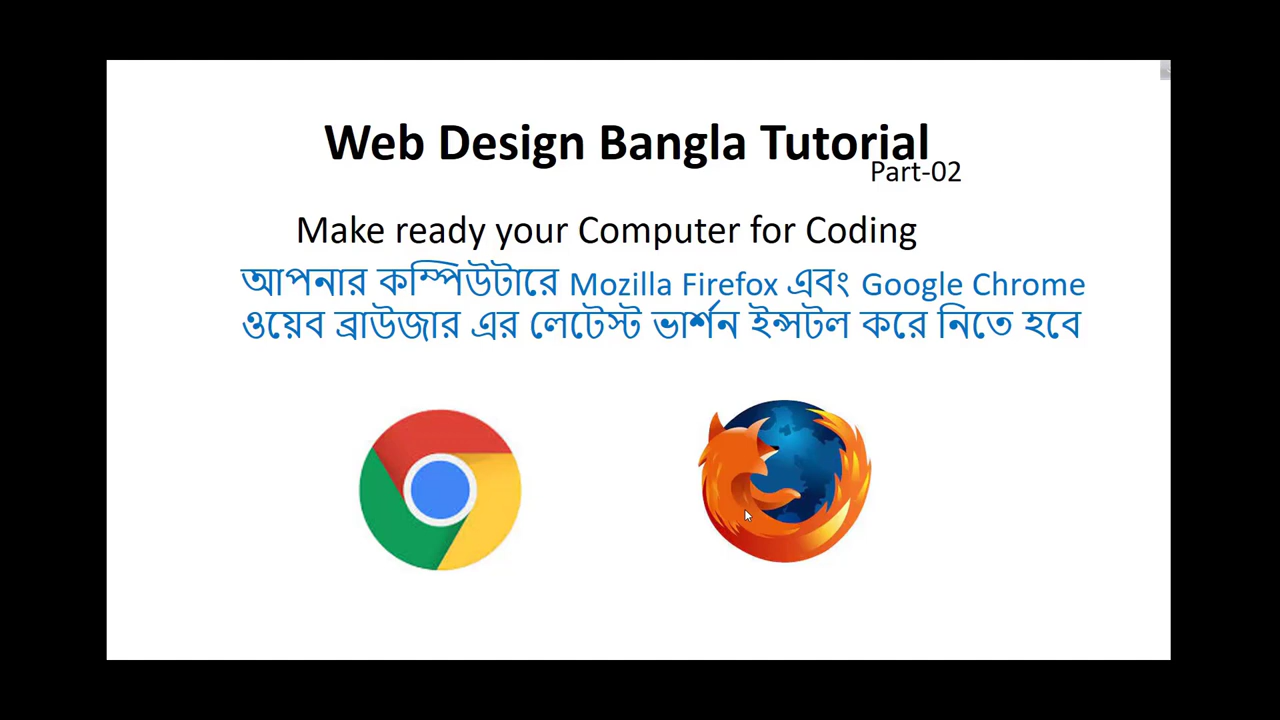 Web Design Bangla Tutorial
Part-02
Make ready your Computer for Coding
আপনার কম্পিউটারে Mozilla Firefox এবং Google Chrome
ওয়েব ব্রাউজার এর লেটেস্ট ভার্শন ইন্সটল করে নিতে হবে